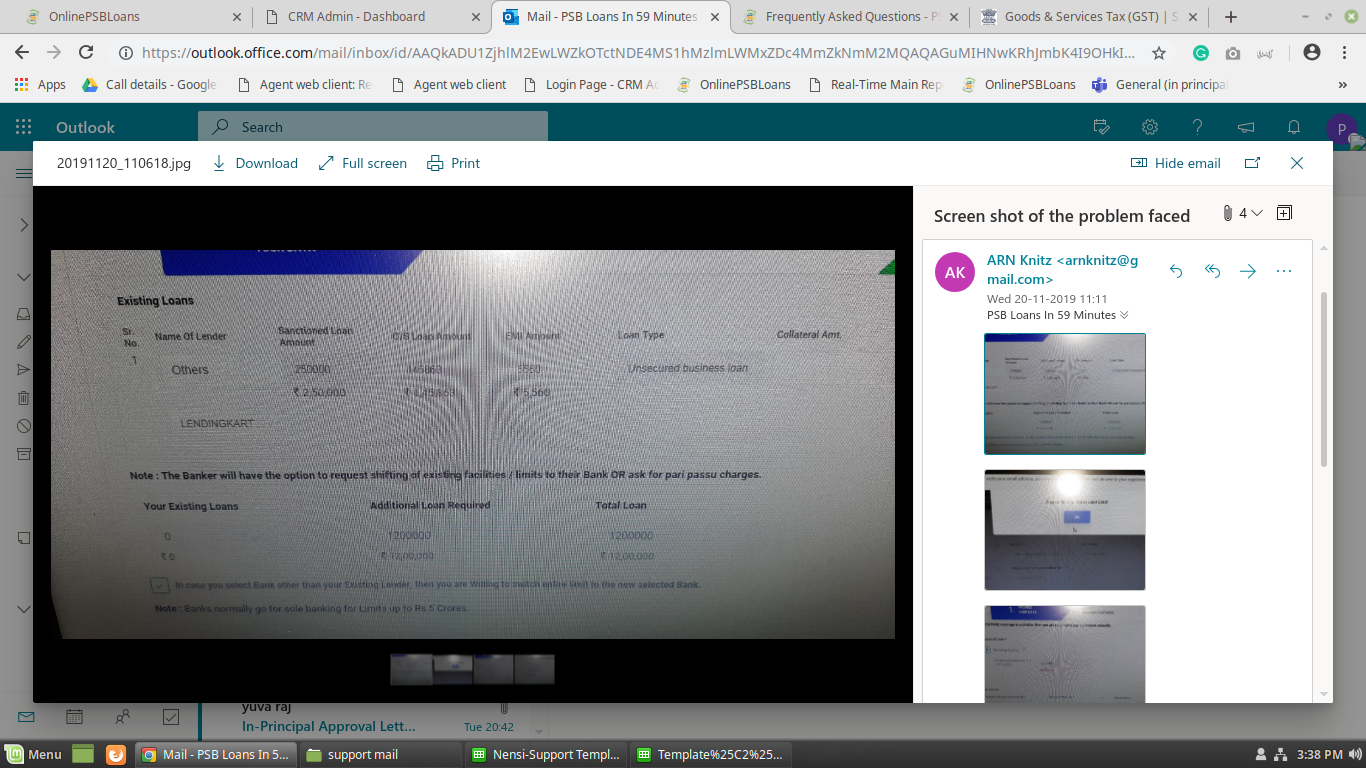 OnlinePSBLoans
CRM Admin - Dashboard
Mail - PSB Loans In 59 Minutes
Frequently Asked Questions - P
Goods & Services Tax (GST) | S
https://outlook.office.com/mail/inbox/id/AAQkADU1ZjhlM2EwLWZkOTctNDE4MS1hMzlmLWMxZDc4MmZkNmM2MQAQAGuMIHNwKRhJmbK4I9OHkI...
Apps
Call details - Google
Agent web client: Re
Agent web client
Login Page - CRM Ac
OnlinePSBLoans
Real-Time Main Rep
OnlinePSBLoans
General (in principal
»
Outlook
Search
P
20191120_110618.jpg
Download
Full screen
Print
Hide email
Existing Loans
Sr. No.
Name Of Lender
Sanctioned Loan Amount
O/S Loan Amount
EMI Amount
Loan Type
Collateral Amt.
1
Others
250000
145863
5560
Unsecured business loan
₹ 2,50,000
₹ 1,45,863
₹ 5,560
LENDINGKART
Note : The Banker will have the option to request shifting of existing facilities / limits to their Bank OR ask for pari passu charges.
Your Existing Loans
Additional Loan Required
Total Loan
0
1200000
1200000
₹ 0
₹ 12,00,000
₹ 12,00,000
In case you select Bank other than your Existing Lender, then you are Willing to switch entire limit to the new selected Bank.
Note : Banks normally go for sole banking for Limits up to Rs.5 Crores.
Screen shot of the problem faced
4
AK
ARN Knitz <arnknitz@g
mail.com>
Wed 20-11-2019 11:11
PSB Loans In 59 Minutes
yuva raj
In-Principal Approval Lett...
Tue 20:42
Menu
Mail - PSB Loans In 5...
support mail
Nensi-Support Templ...
Template%25C2%25...
3:38 PM